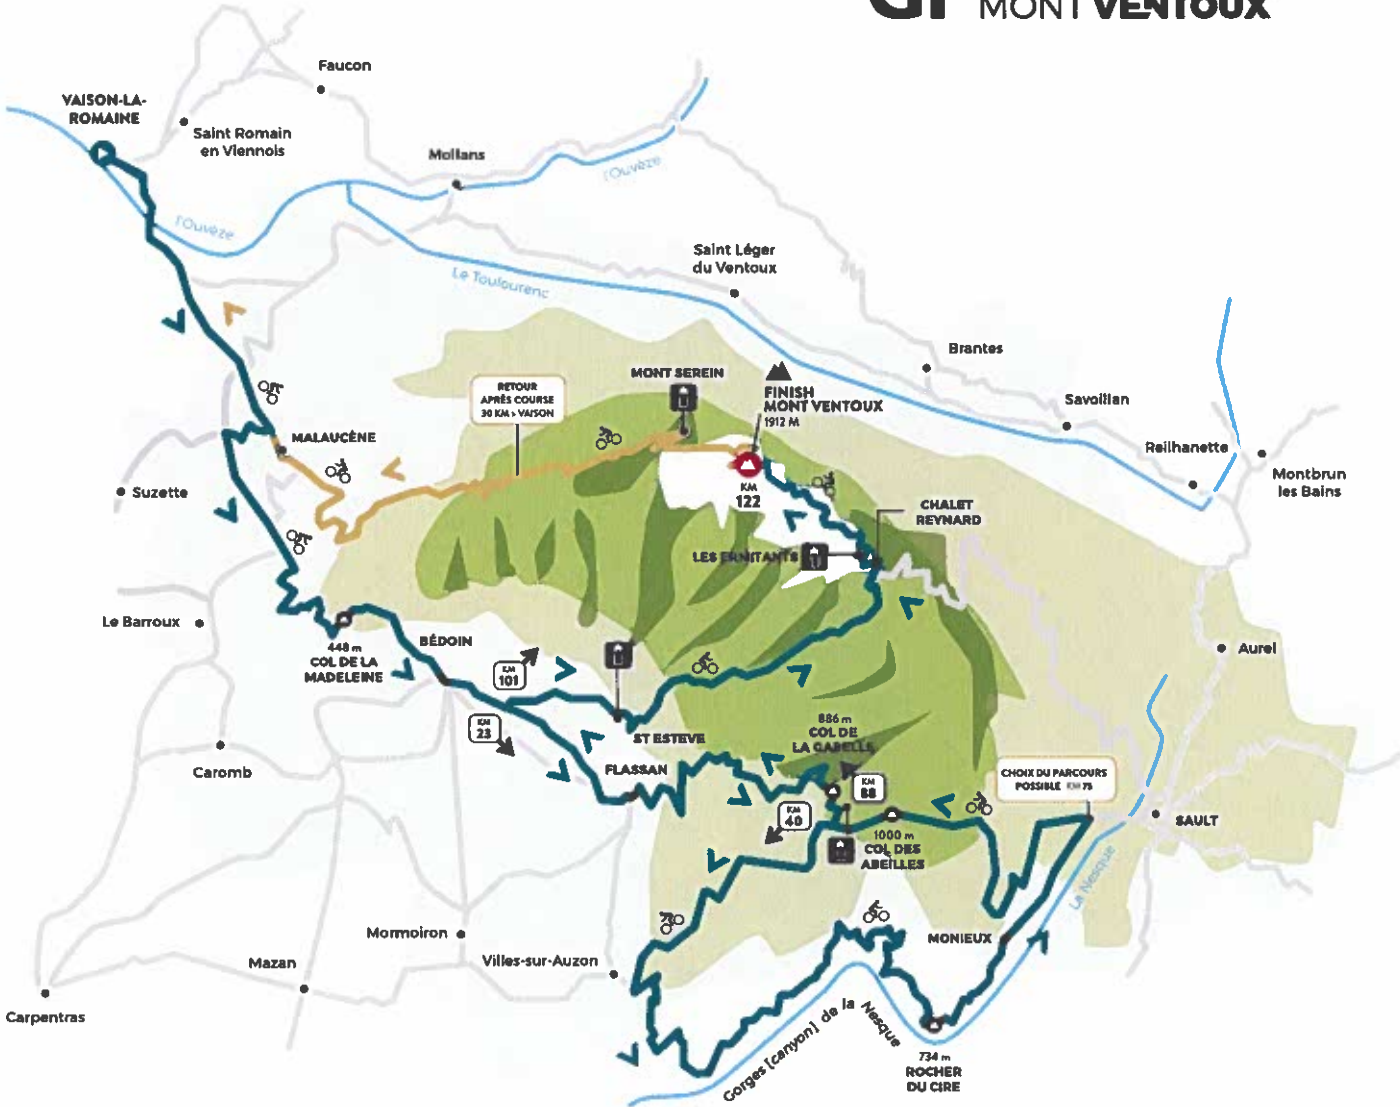 GF MONT VENTOUX
Faucon
VAISON-LA-
ROMAINE
Saint Romain
en Viennois
Mollans
l'Ouvèze
l'Ouvèze
Saint Léger
du Ventoux
Le Toulourenc
Brantes
MONT SEREIN
FINISH
MONT VENTOUX
1912 M
RETOUR
APRÈS COURSE
30 KM > VAISON
Savoillan
MALAUCÈNE
Reilhanette
Montbrun
les Bains
Suzette
KM
122
CHALET
REYNARD
LES ERMITANTS
Le Barroux
448 m
COL DE LA
MADELEINE
BÉDOIN
KM
101
Aurel
KM
23
ST ESTEVE
886 m
COL DE
LA GABELLE
FLASSAN
Caromb
KM
88
CHOIX DU PARCOURS
POSSIBLE KM 75
KM
40
1000 m
COL DES
ABEILLES
SAULT
La Nesque
Mormoiron
MONIEUX
Mazan
Villes-sur-Auzon
Carpentras
Gorges [canyon] de la Nesque
734 m
ROCHER
DU CIRE